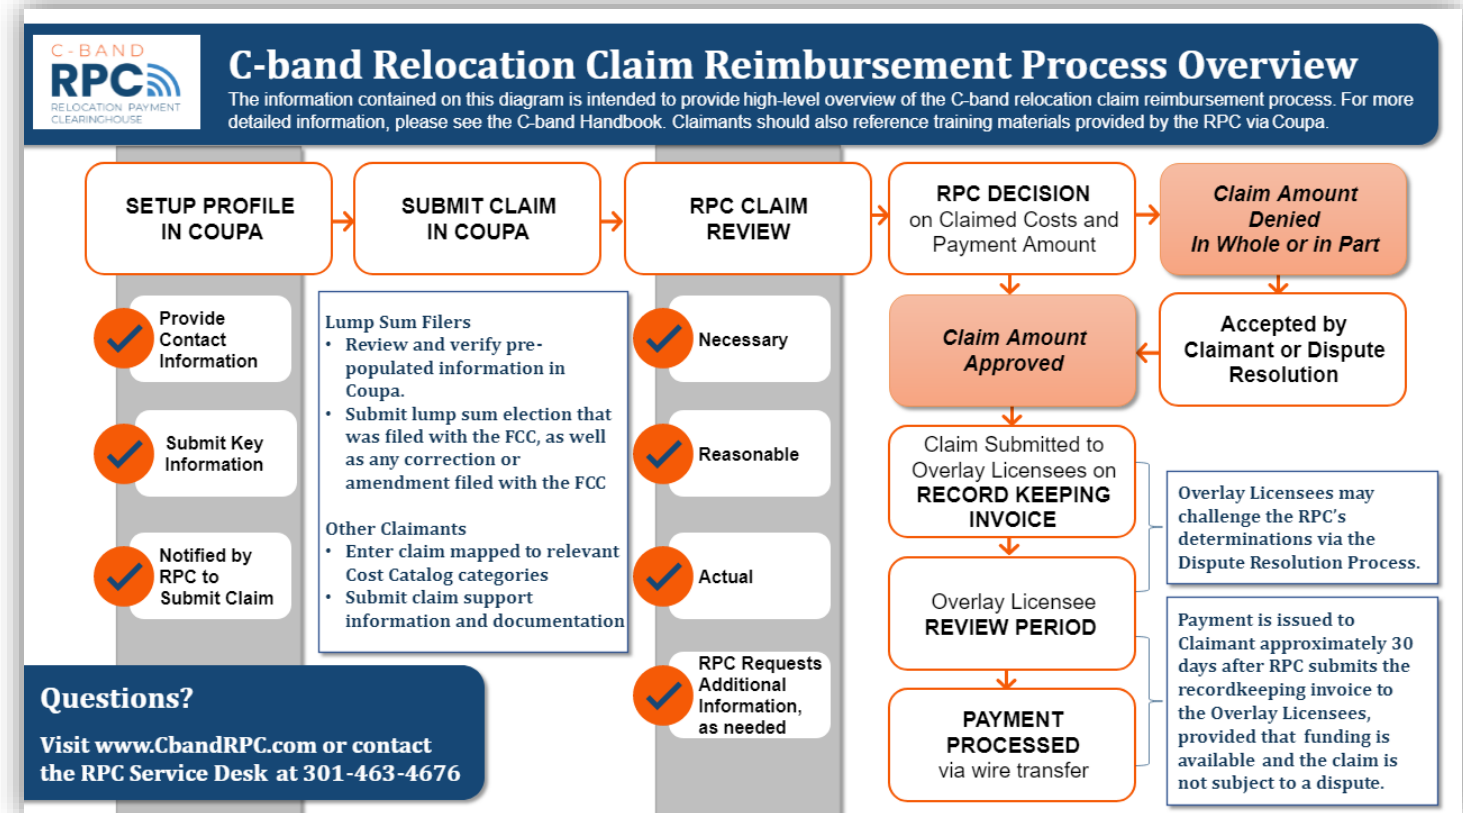 C-BAND
RPC
RELOCATION PAYMENT
CLEARINGHOUSE
C-band Relocation Claim Reimbursement Process Overview
The information contained on this diagram is intended to provide high-level overview of the C-band relocation claim reimbursement process. For more
detailed information, please see the C-band Handbook. Claimants should also reference training materials provided by the RPC via Coupa.
SETUP PROFILE
IN COUPA
Provide
Contact
Information
Submit Key
Information
Notified by
RPC to
Submit Claim
SUBMIT CLAIM
IN COUPA
Lump Sum Filers
• Review and verify pre-
populated information in
Coupa.
• Submit lump sum election that
was filed with the FCC, as well
as any correction or
amendment filed with the FCC
Other Claimants
• Enter claim mapped to relevant
Cost Catalog categories
• Submit claim support
information and documentation
RPC CLAIM
REVIEW
Necessary
Reasonable
Actual
RPC Requests
Additional
Information,
as needed
RPC DECISION
on Claimed Costs and
Payment Amount
Claim Amount
Denied
In Whole or in Part
Accepted by
Claimant or Dispute
Resolution
Claim Amount
Approved
Claim Submitted to
Overlay Licensees on
RECORD KEEPING
INVOICE
Overlay Licensee
REVIEW PERIOD
PAYMENT
PROCESSED
via wire transfer
Overlay Licensees may
challenge the RPC's
determinations via the
Dispute Resolution Process.
Payment is issued to
Claimant approximately 30
days after RPC submits the
recordkeeping invoice to
the Overlay Licensees,
provided that funding is
available and the claim is
not subject to a dispute.
Questions?
Visit www.CbandRPC.com or contact
the RPC Service Desk at 301-463-4676